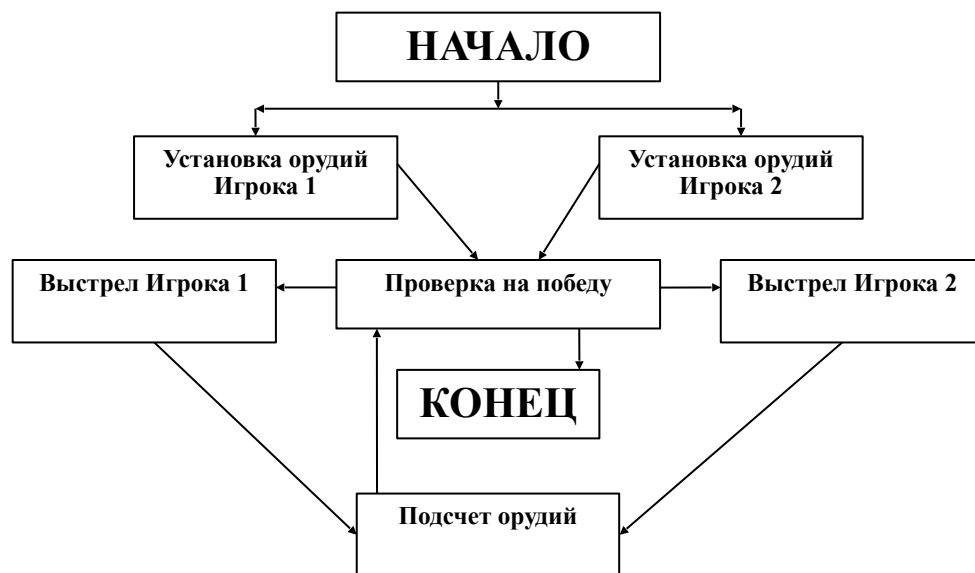 НАЧАЛО
Установка орудий
Игрока 1
Установка орудий
Игрока 2
Выстрел Игрока 1
Проверка на победу
Выстрел Игрока 2
КОНЕЦ
Подсчет орудий